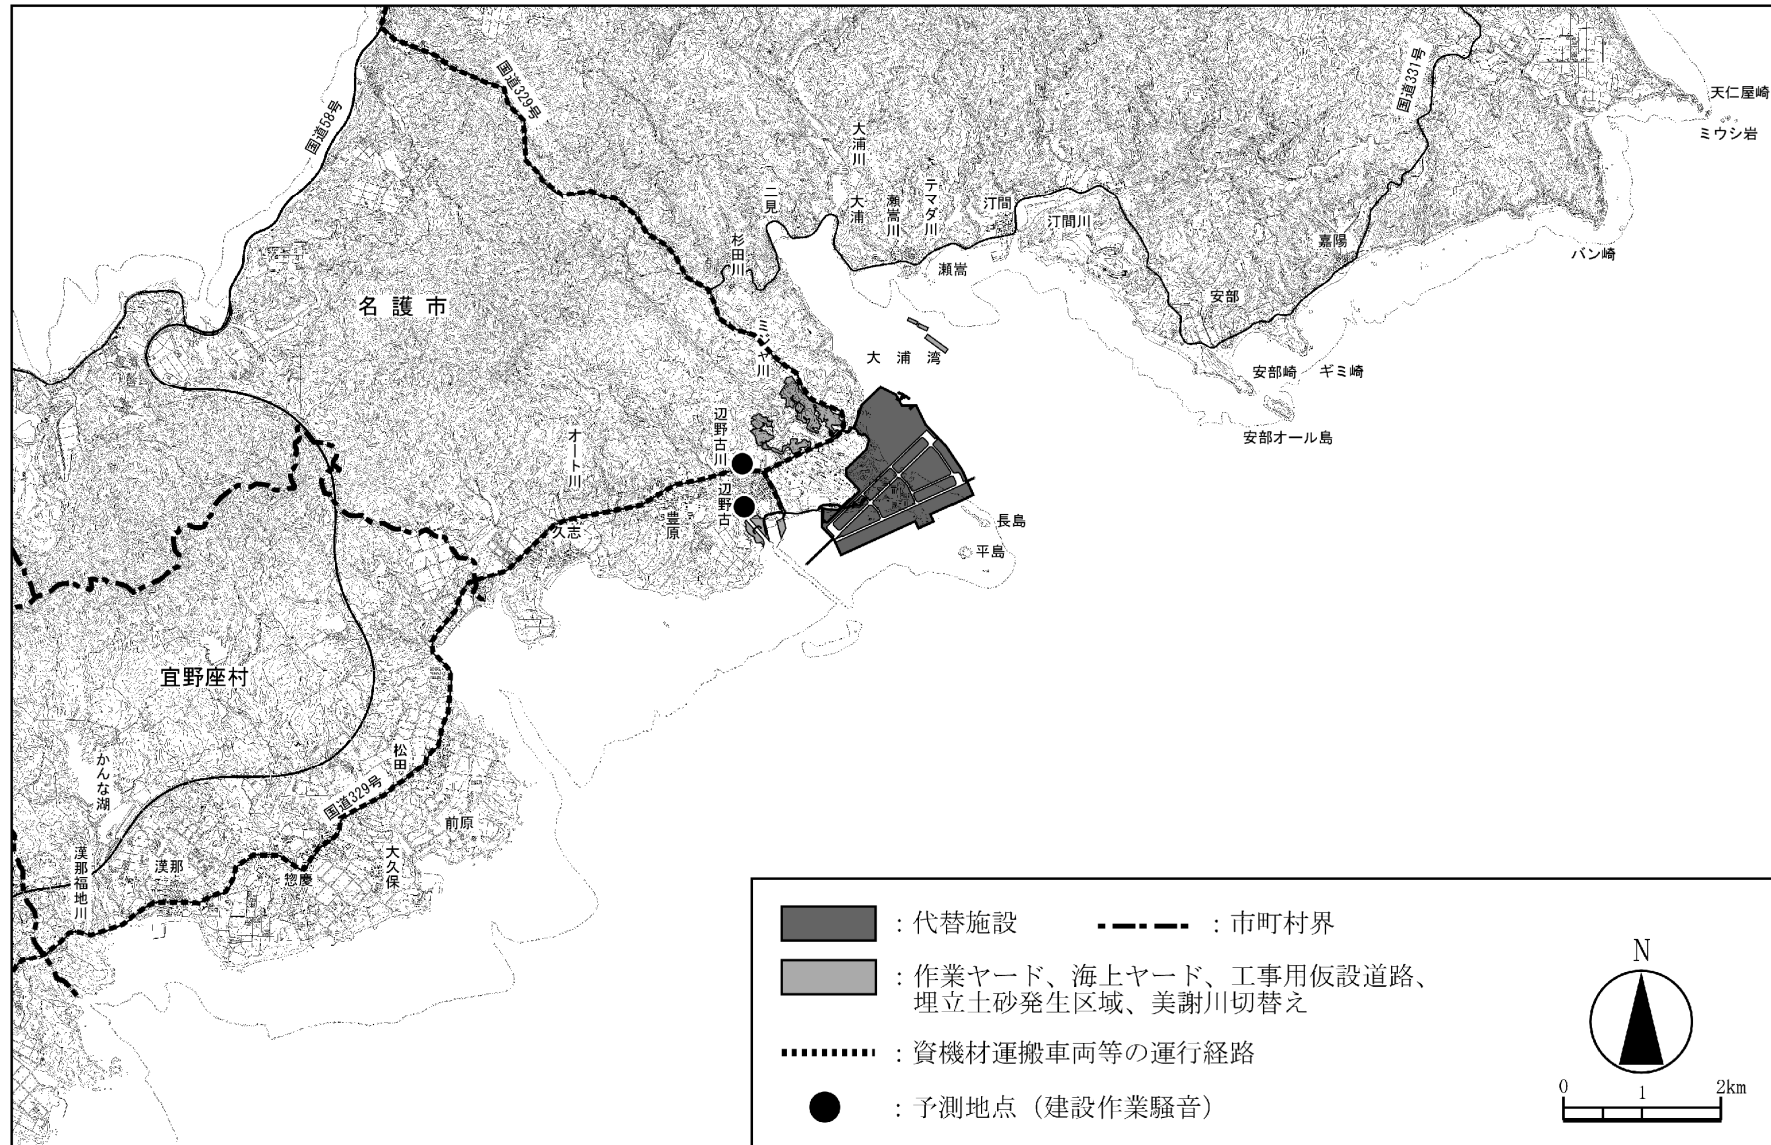 国道58号
国道329号
国道331号
天仁屋崎
ミウシ岩
バン崎
大浦川
大浦
二見
瀬嵩川
テマダ川
汀間
汀間川
嘉陽
杉田川
瀬嵩
安部
名護市
ミジャ川
大浦湾
安部崎
ギミ崎
安部オール島
辺野古川
オート川
辺野古
豊原
久志
長島
平島
宜野座村
松田
かんな湖
国道329号
前原
大久保
漢那
漢那福地川
惣慶
：代替施設
：市町村界
：作業ヤード、海上ヤード、工事用仮設道路、
埋立土砂発生区域、美謝川切替え
：資機材運搬車両等の運行経路
：予測地点（建設作業騒音）
N
0 1 2km